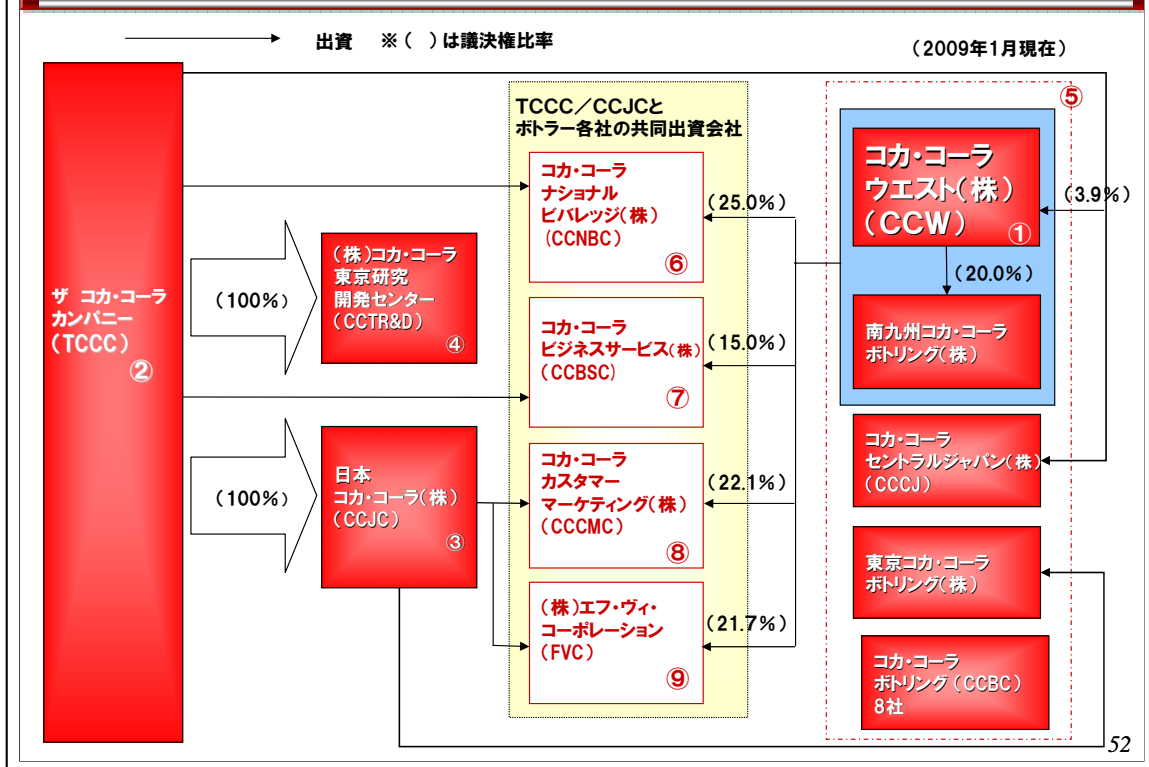 出資 ※( )は議決権比率
(2009年1月現在)
ザ コカ・コーラ
カンパニー
(TCCC)
②
(100%)
(100%)
(株)コカ・コーラ
東京研究
開発センター
(CCTR&D)
④
日本
コカ・コーラ(株)
(CCJC)
③
TCCC/CCJCと
ボトラー各社の共同出資会社
コカ・コーラ
ナショナル
ビバレッジ(株)
(CCNBC)
⑥
(25.0%)
コカ・コーラ
ビジネスサービス(株)
(CCBSC)
⑦
(15.0%)
コカ・コーラ
カスタマー
マーケティング(株)
(CCCMC)
⑧
(22.1%)
(株)エフ・ヴィ・
コーポレーション
(FVC)
⑨
(21.7%)
⑤
コカ・コーラ
ウエスト(株)
(CCW)
①
(3.9%)
(20.0%)
南九州コカ・コーラ
ボトリング(株)
コカ・コーラ
セントラルジャパン(株)
(CCCJ)
東京コカ・コーラ
ボトリング(株)
コカ・コーラ
ボトリング(CCBC)
8社
52